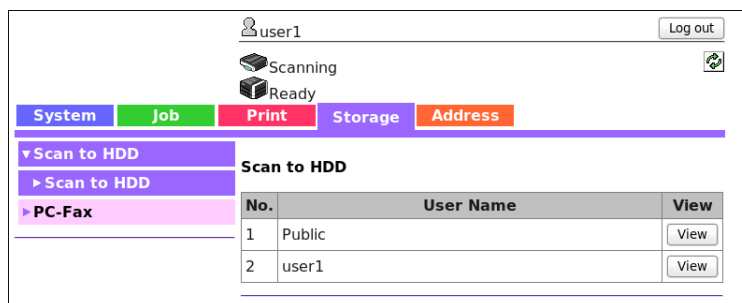 user1 Log out
Scanning
Ready
System Job Print Storage Address
Scan to HDD
Scan to HDD
PC-Fax
Scan to HDD
No. User Name View
1 Public View
2 user1 View